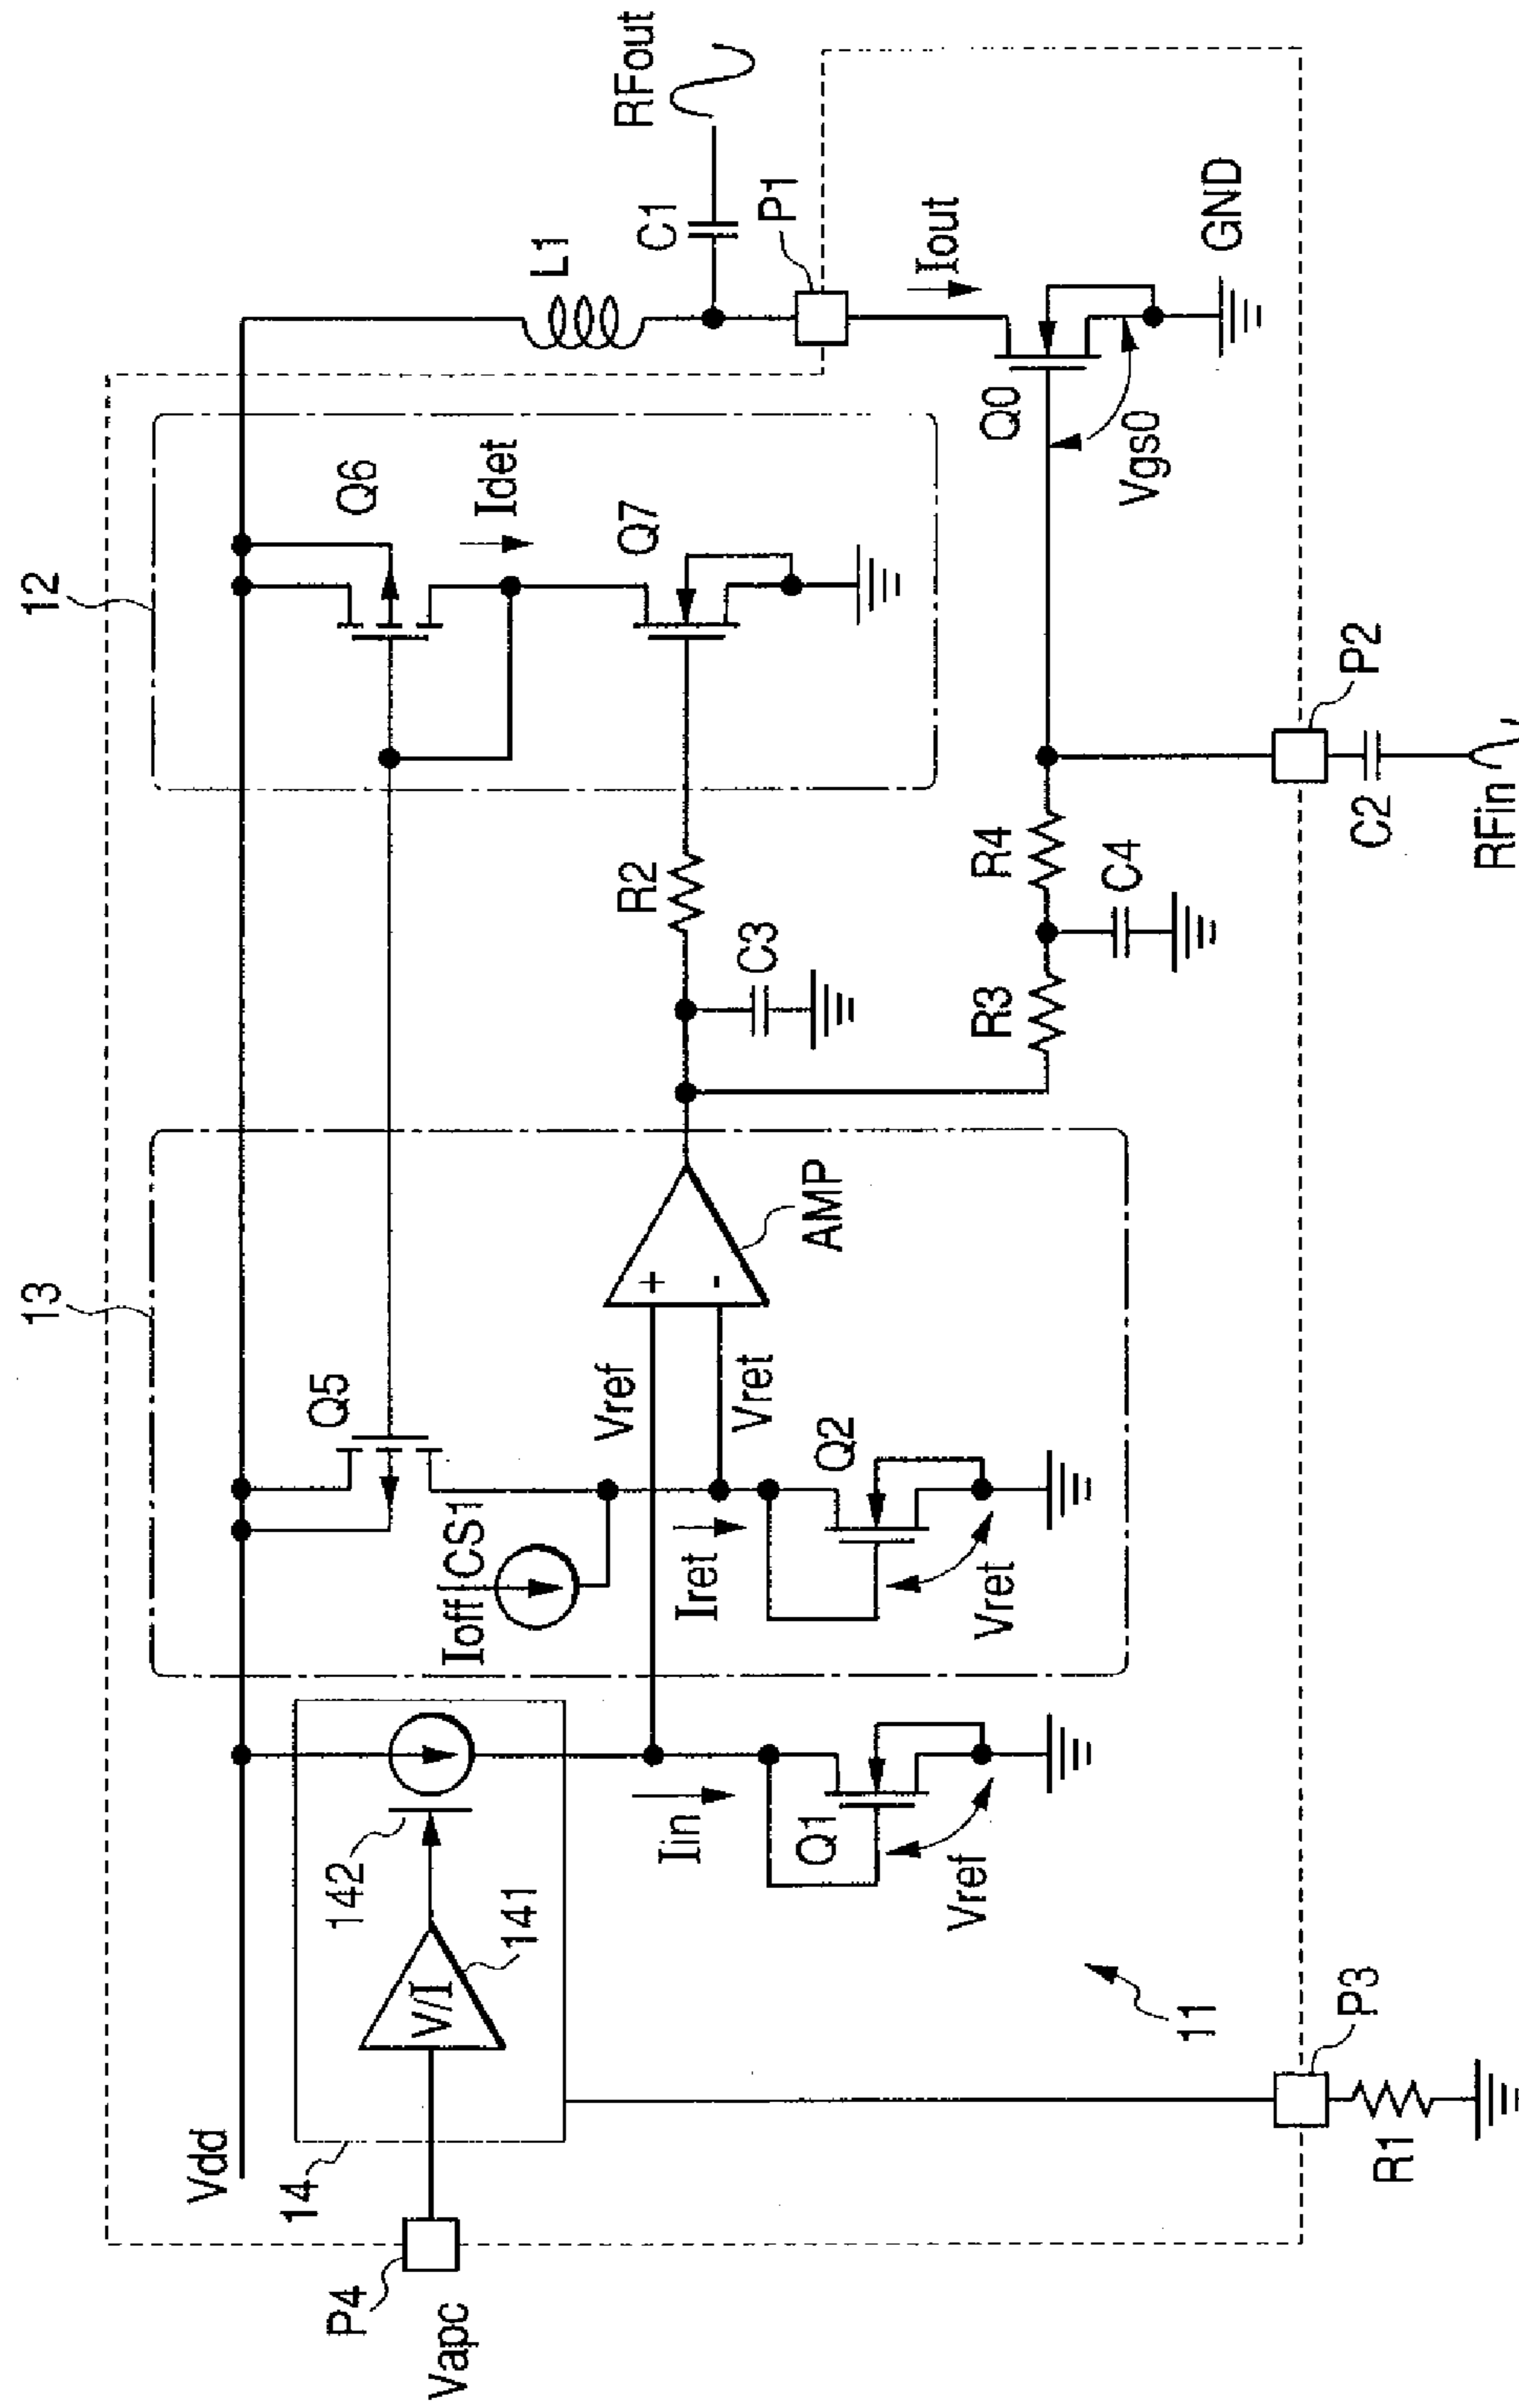 Vdd
P4
Vapc
14
V/I
141
142
Iin
Q1
Vref
11
P3
R1
13
Q5
Ioff
CS1
Vref
Vret
Iret
Q2
Vret
+
-
AMP
C3
R2
R3
R4
C4
12
Q6
Idet
Q7
L1
C1
RFout
P1
Iout
Q0
Vgs0
GND
P2
C2
RFin